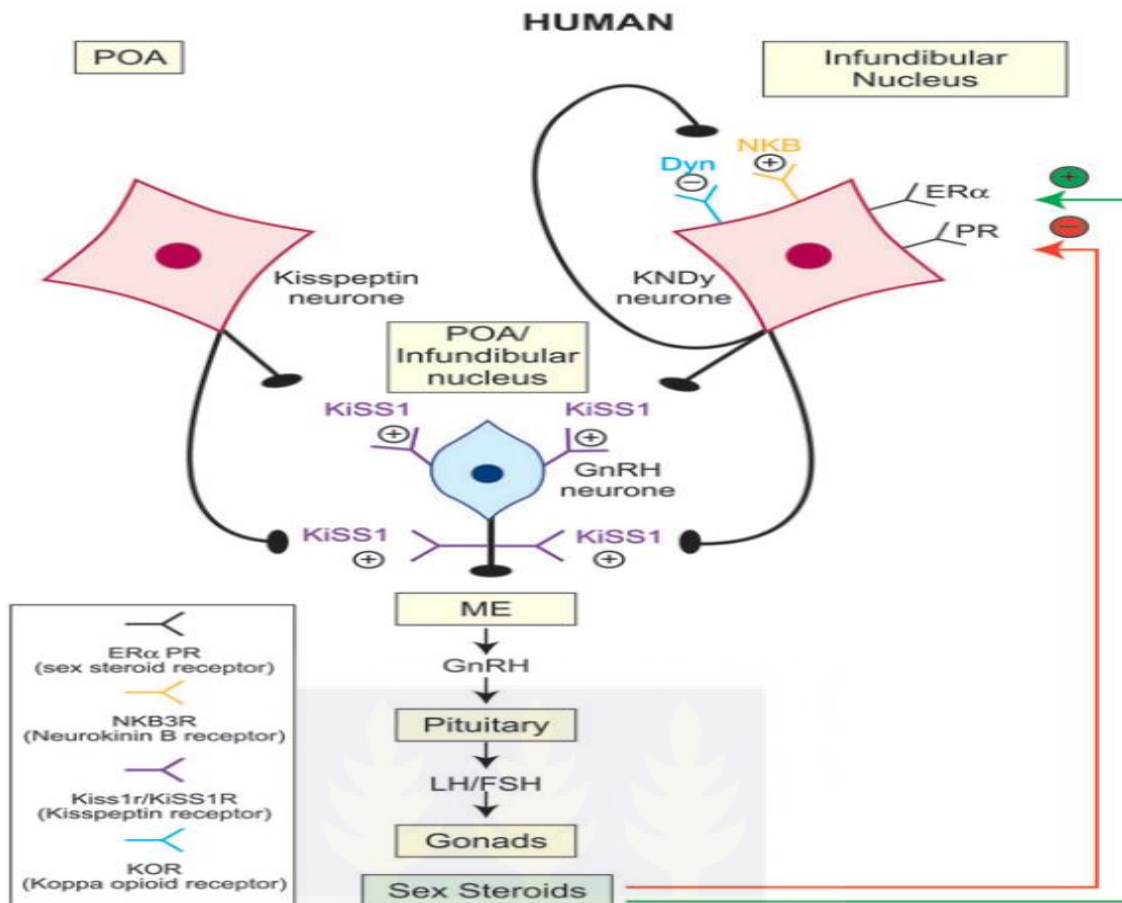 HUMAN
POA
Infundibular
Nucleus
NKB
+
Dyn
−
ERα
+
PR
−
Kisspeptin
neurone
KNDy
neurone
POA/
Infundibular
nucleus
KiSS1
KiSS1
+
+
GnRH
neurone
KiSS1
KiSS1
+
+
ME
GnRH
Pituitary
LH/FSH
Gonads
Sex Steroids
ERα PR
(sex steroid receptor)
NKB3R
(Neurokinin B receptor)
Kiss1r/KiSS1R
(Kisspeptin receptor)
KOR
(Koppa opioid receptor)